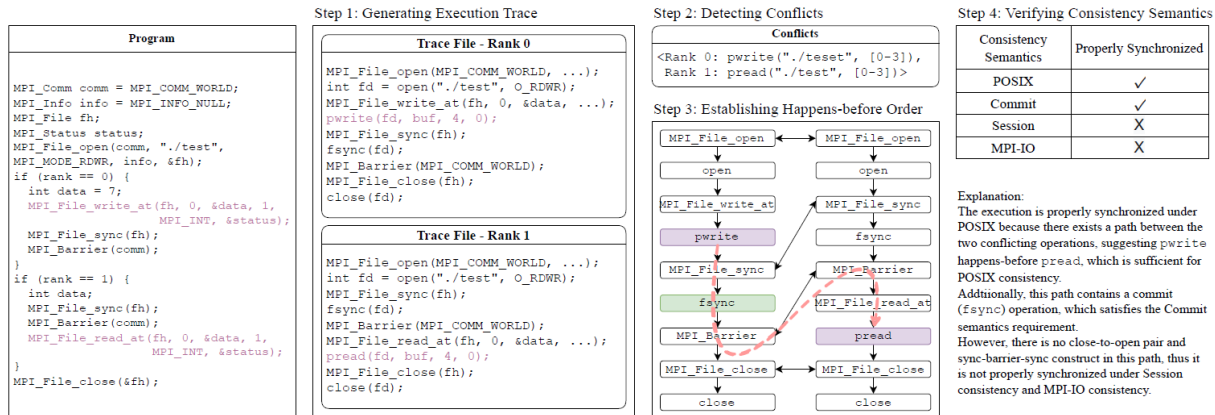 Program
MPI_Comm comm = MPI_COMM_WORLD;
MPI_Info info = MPI_INFO_NULL;
MPI_File fh;
MPI_Status status;
MPI_File_open(comm, "./test",
MPI_MODE_RDWR, info, &fh);
if (rank == 0) {
int data = 7;
MPI_File_write_at(fh, 0, &data, 1,
MPI_INT, &status);
MPI_File_sync(fh);
MPI_Barrier(comm);
}
if (rank == 1) {
int data;
MPI_File_sync(fh);
MPI_Barrier(comm);
MPI_File_read_at(fh, 0, &data, 1,
MPI_INT, &status);
}
MPI_File_close(&fh);
Step 1: Generating Execution Trace
Trace File - Rank 0
MPI_File_open(MPI_COMM_WORLD, ...);
int fd = open("./test", O_RDWR);
MPI_File_write_at(fh, 0, &data, ...);
pwrite(fd, buf, 4, 0);
MPI_File_sync(fh);
fsync(fd);
MPI_Barrier(MPI_COMM_WORLD);
MPI_File_close(fh);
close(fd);
Trace File - Rank 1
MPI_File_open(MPI_COMM_WORLD, ...);
int fd = open("./test", O_RDWR);
MPI_File_sync(fh);
fsync(fd);
MPI_Barrier(MPI_COMM_WORLD);
MPI_File_read_at(fh, 0, &data, ...);
pread(fd, buf, 4, 0);
MPI_File_close(fh);
close(fd);
Step 2: Detecting Conflicts
Conflicts
<Rank 0: pwrite("./teset", [0-3]),
Rank 1: pread("./test", [0-3])>
Step 3: Establishing Happens-before Order
MPI_File_open MPI_File_open
open open
MPI_File_write_at MPI_File_sync
pwrite fsync
MPI_File_sync MPI_Barrier
fsync MPI_File_read_at
MPI_Barrier pread
MPI_File_close MPI_File_close
close close
Step 4: Verifying Consistency Semantics
Consistency Semantics Properly Synchronized
POSIX ✓
Commit ✓
Session X
MPI-IO X
Explanation:
The execution is properly synchronized under
POSIX because there exists a path between the
two conflicting operations, suggesting pwrite
happens-before pread, which is sufficient for
POSIX consistency.
Addtiionally, this path contains a commit
(fsync) operation, which satisfies the Commit
semantics requirement.
However, there is no close-to-open pair and
sync-barrier-sync construct in this path, thus it
is not properly synchronized under Session
consistency and MPI-IO consistency.